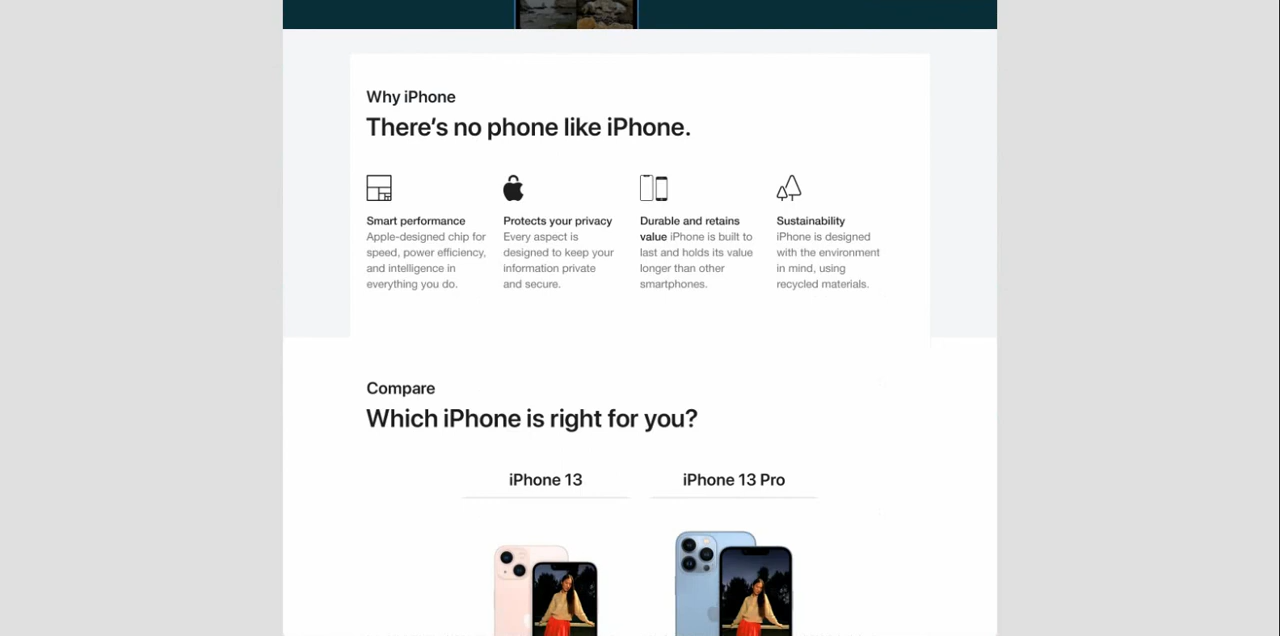 Why iPhone
There's no phone like iPhone.
Smart performance
Apple-designed chip for
speed, power efficiency,
and intelligence in
everything you do.
Protects your privacy
Every aspect is
designed to keep your
information private
and secure.
Durable and retains
value iPhone is built to
last and holds its value
longer than other
smartphones.
Sustainability
iPhone is designed
with the environment
in mind, using
recycled materials.
Compare
Which iPhone is right for you?
iPhone 13
iPhone 13 Pro